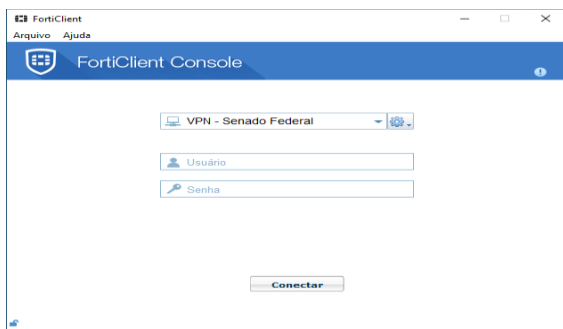 FortiClient
Arquivo Ajuda
FortiClient Console
VPN - Senado Federal
Usuário
Senha
Conectar